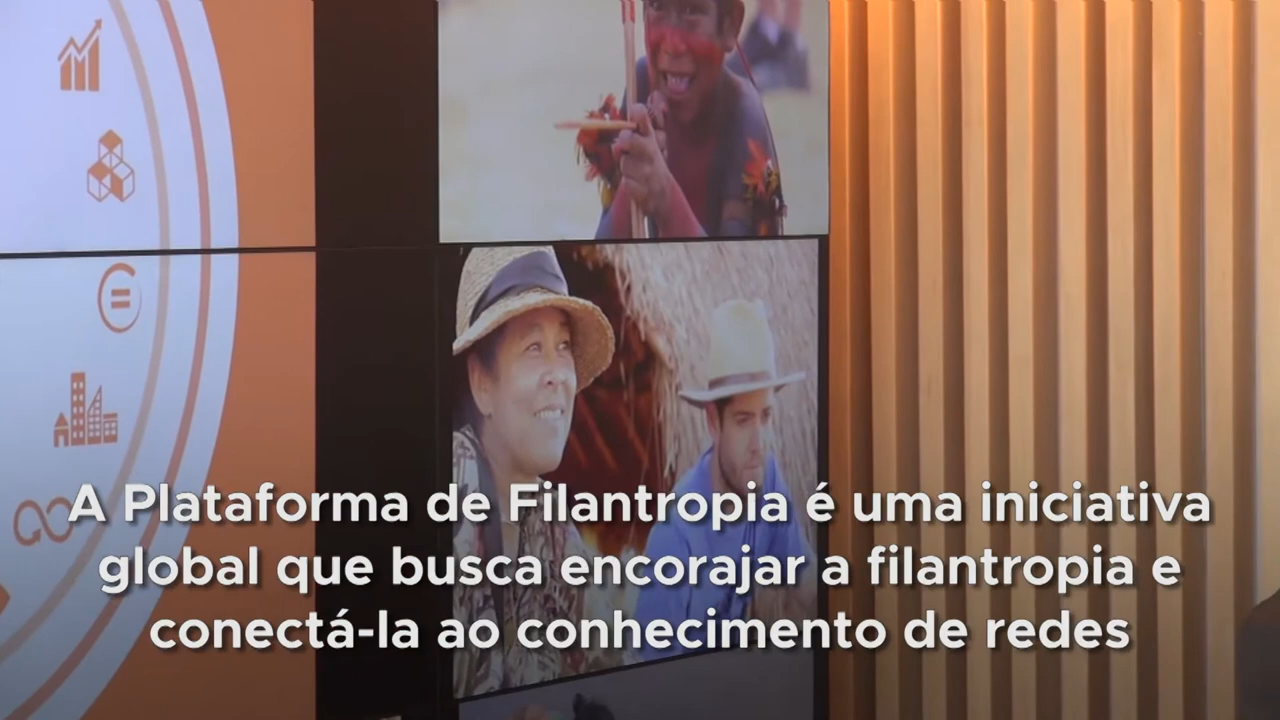 A Plataforma de Filantropia é uma iniciativa
global que busca encorajar a filantropia e
conectá-la ao conhecimento de redes